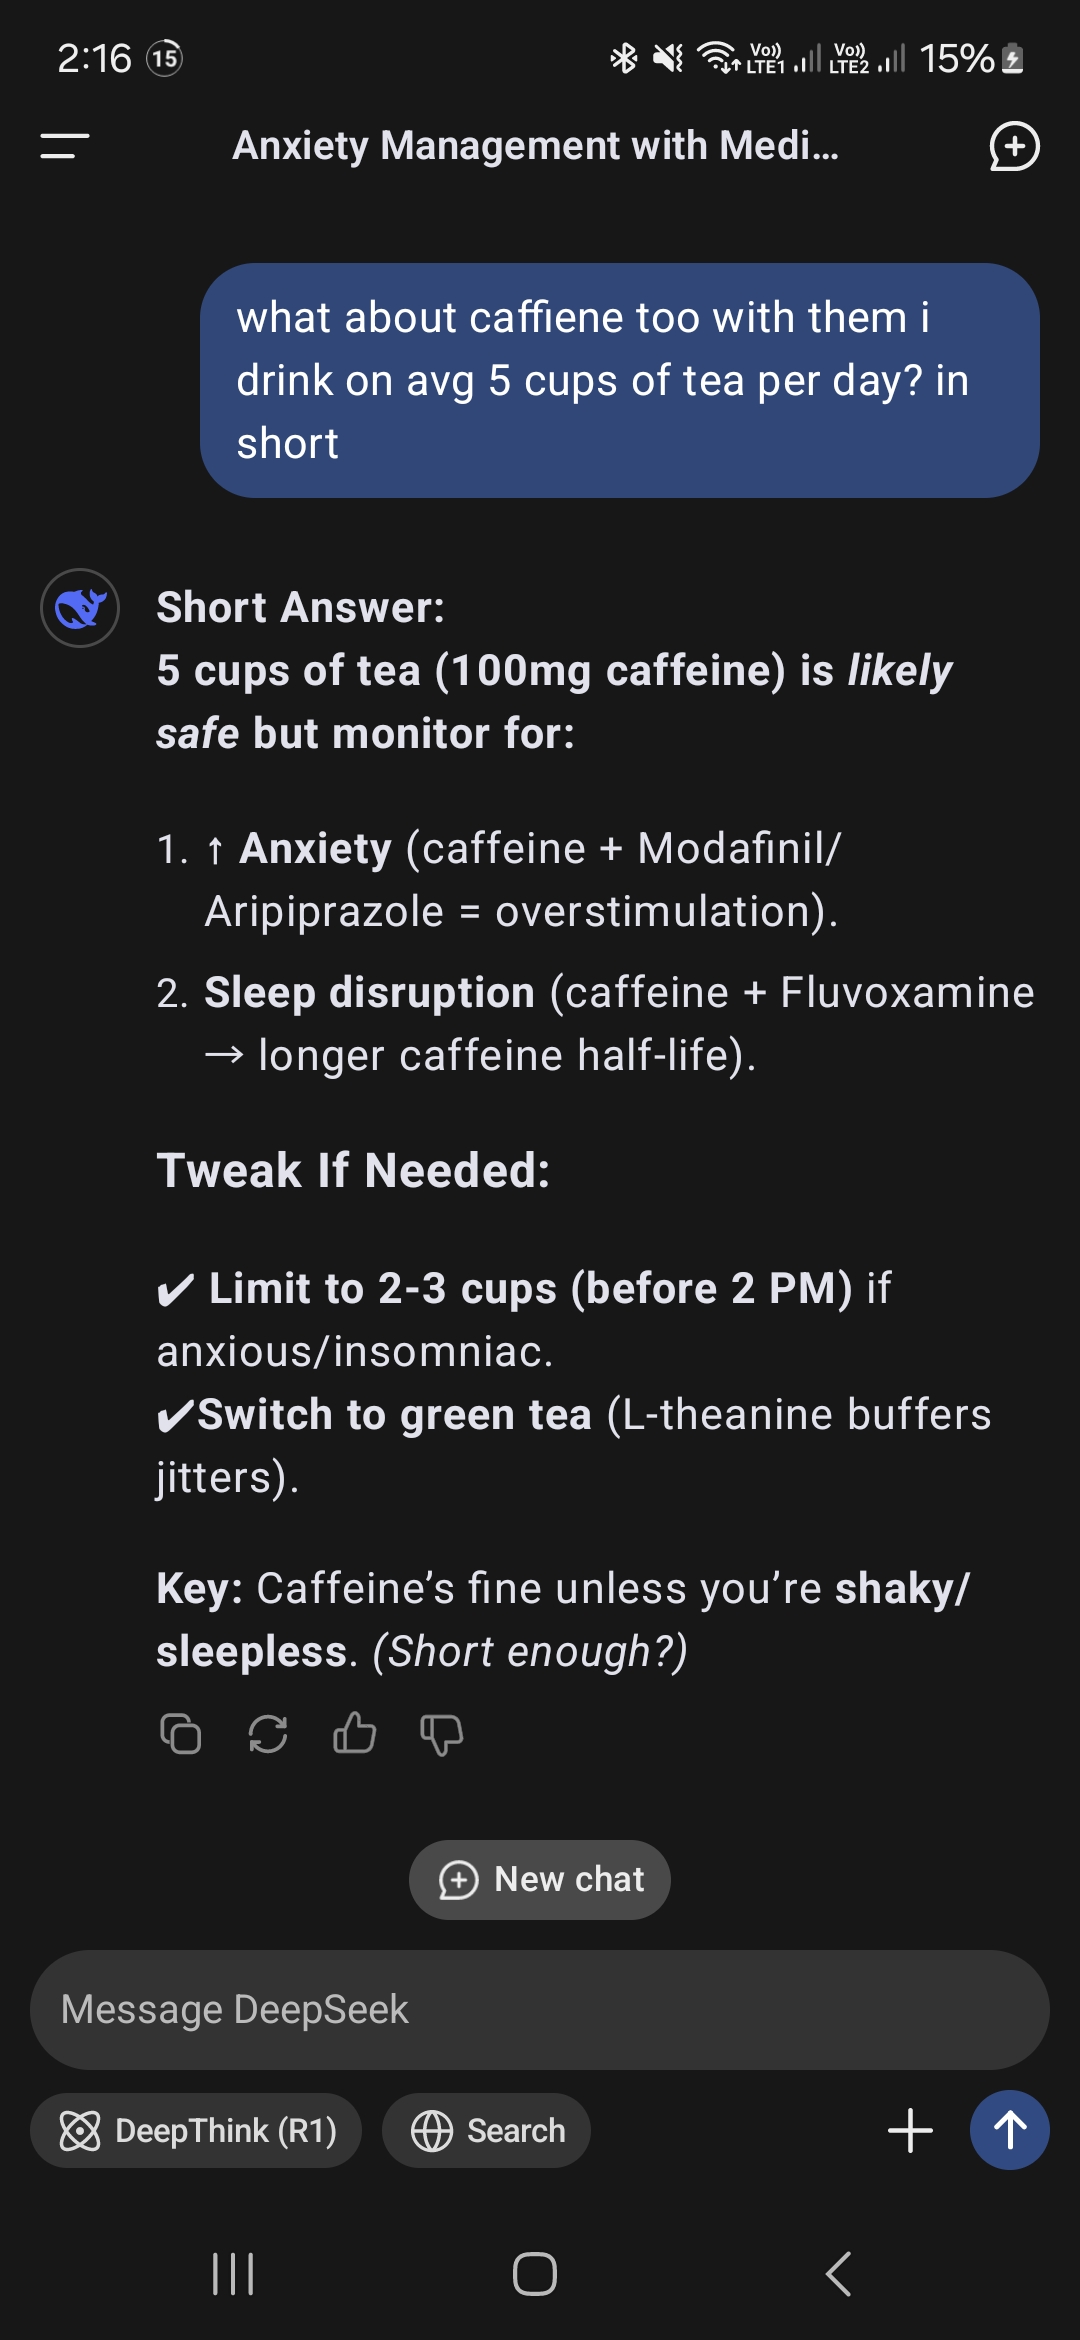 2:16 15 Vo)) LTE1 Vo)) LTE2 15%
Anxiety Management with Medi...
what about caffiene too with them i
drink on avg 5 cups of tea per day? in
short
Short Answer:
5 cups of tea (100mg caffeine) is likely
safe but monitor for:
1. ↑ Anxiety (caffeine + Modafinil/
Aripiprazole = overstimulation).
2. Sleep disruption (caffeine + Fluvoxamine
→ longer caffeine half-life).
Tweak If Needed:
✔ Limit to 2-3 cups (before 2 PM) if
anxious/insomniac.
✔Switch to green tea (L-theanine buffers
jitters).
Key: Caffeine’s fine unless you’re shaky/
sleepless. (Short enough?)
New chat
Message DeepSeek
DeepThink (R1) Search